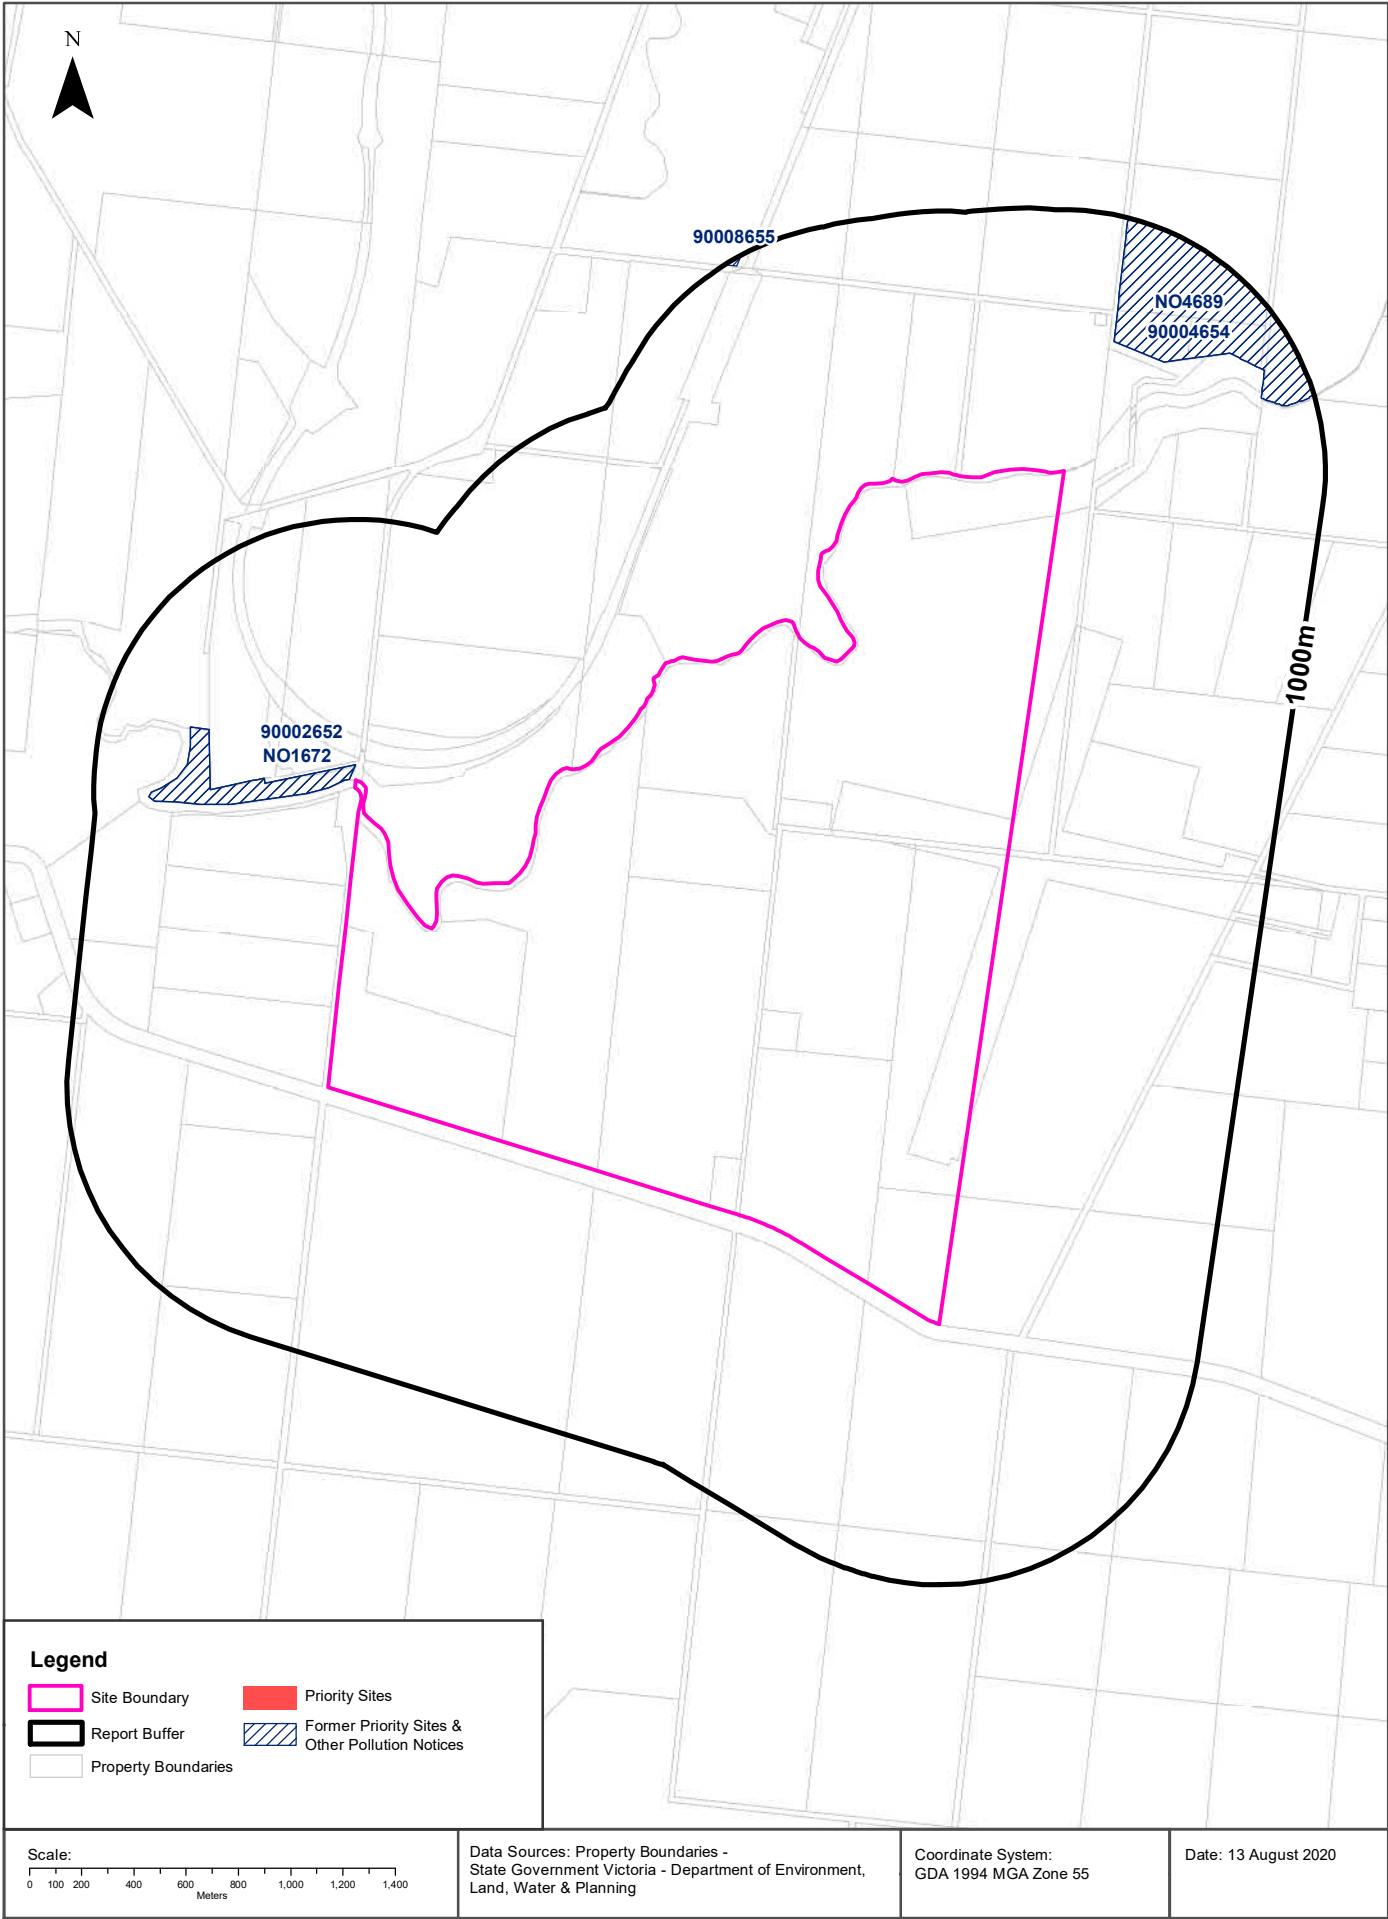 N
90008655
NO4689
90004654
1000m
90002652
NO1672
Legend
Site Boundary
Report Buffer
Property Boundaries
Priority Sites
Former Priority Sites &
Other Pollution Notices
Scale:
0 100 200 400 600 800 1,000 1,200 1,400
Meters
Data Sources: Property Boundaries -
State Government Victoria - Department of Environment,
Land, Water & Planning
Coordinate System:
GDA 1994 MGA Zone 55
Date: 13 August 2020